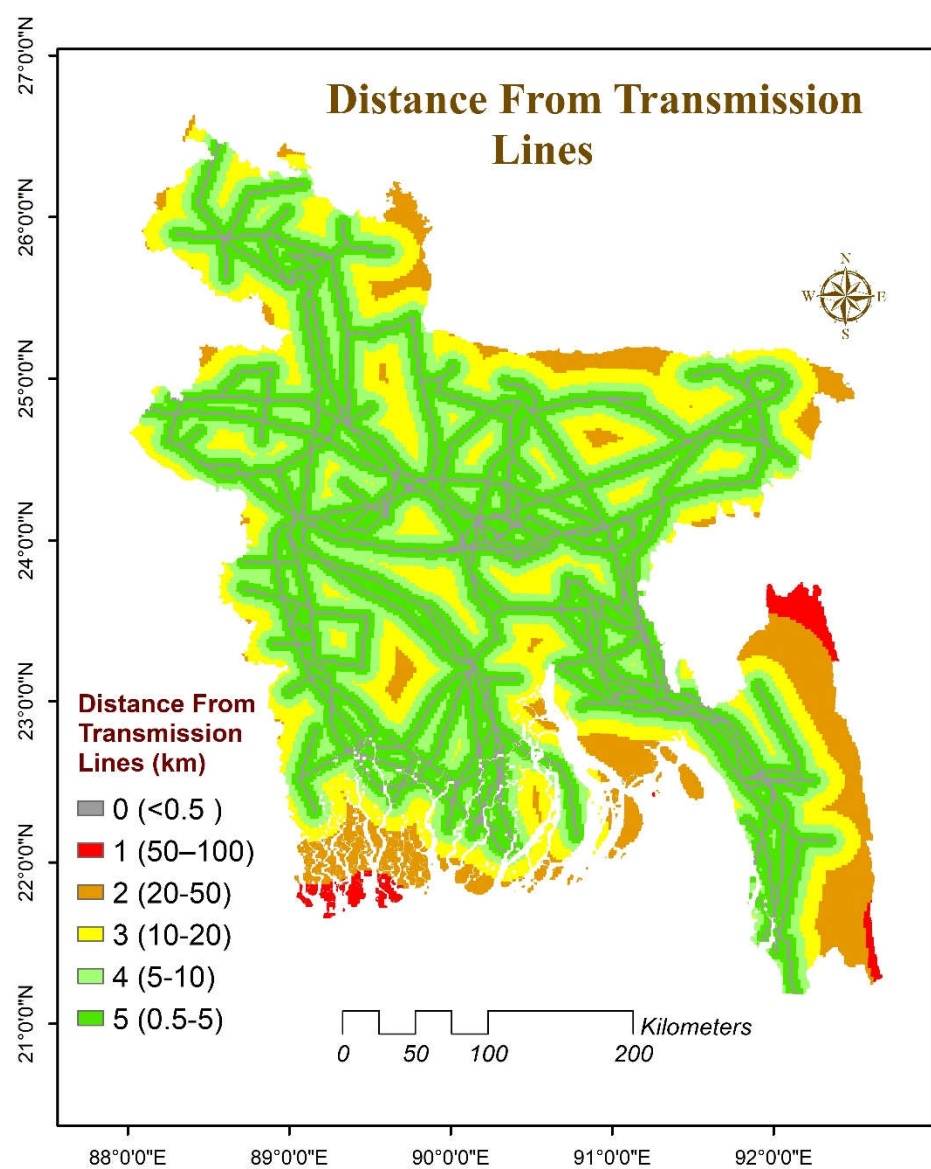 Distance From Transmission
Lines
N
W E
S
27°0'0"N
26°0'0"N
25°0'0"N
24°0'0"N
23°0'0"N
22°0'0"N
21°0'0"N
Distance From
Transmission
Lines (km)
0 (<0.5 )
1 (50–100)
2 (20-50)
3 (10-20)
4 (5-10)
5 (0.5-5)
Kilometers
0 50 100 200
88°0'0"E 89°0'0"E 90°0'0"E 91°0'0"E 92°0'0"E